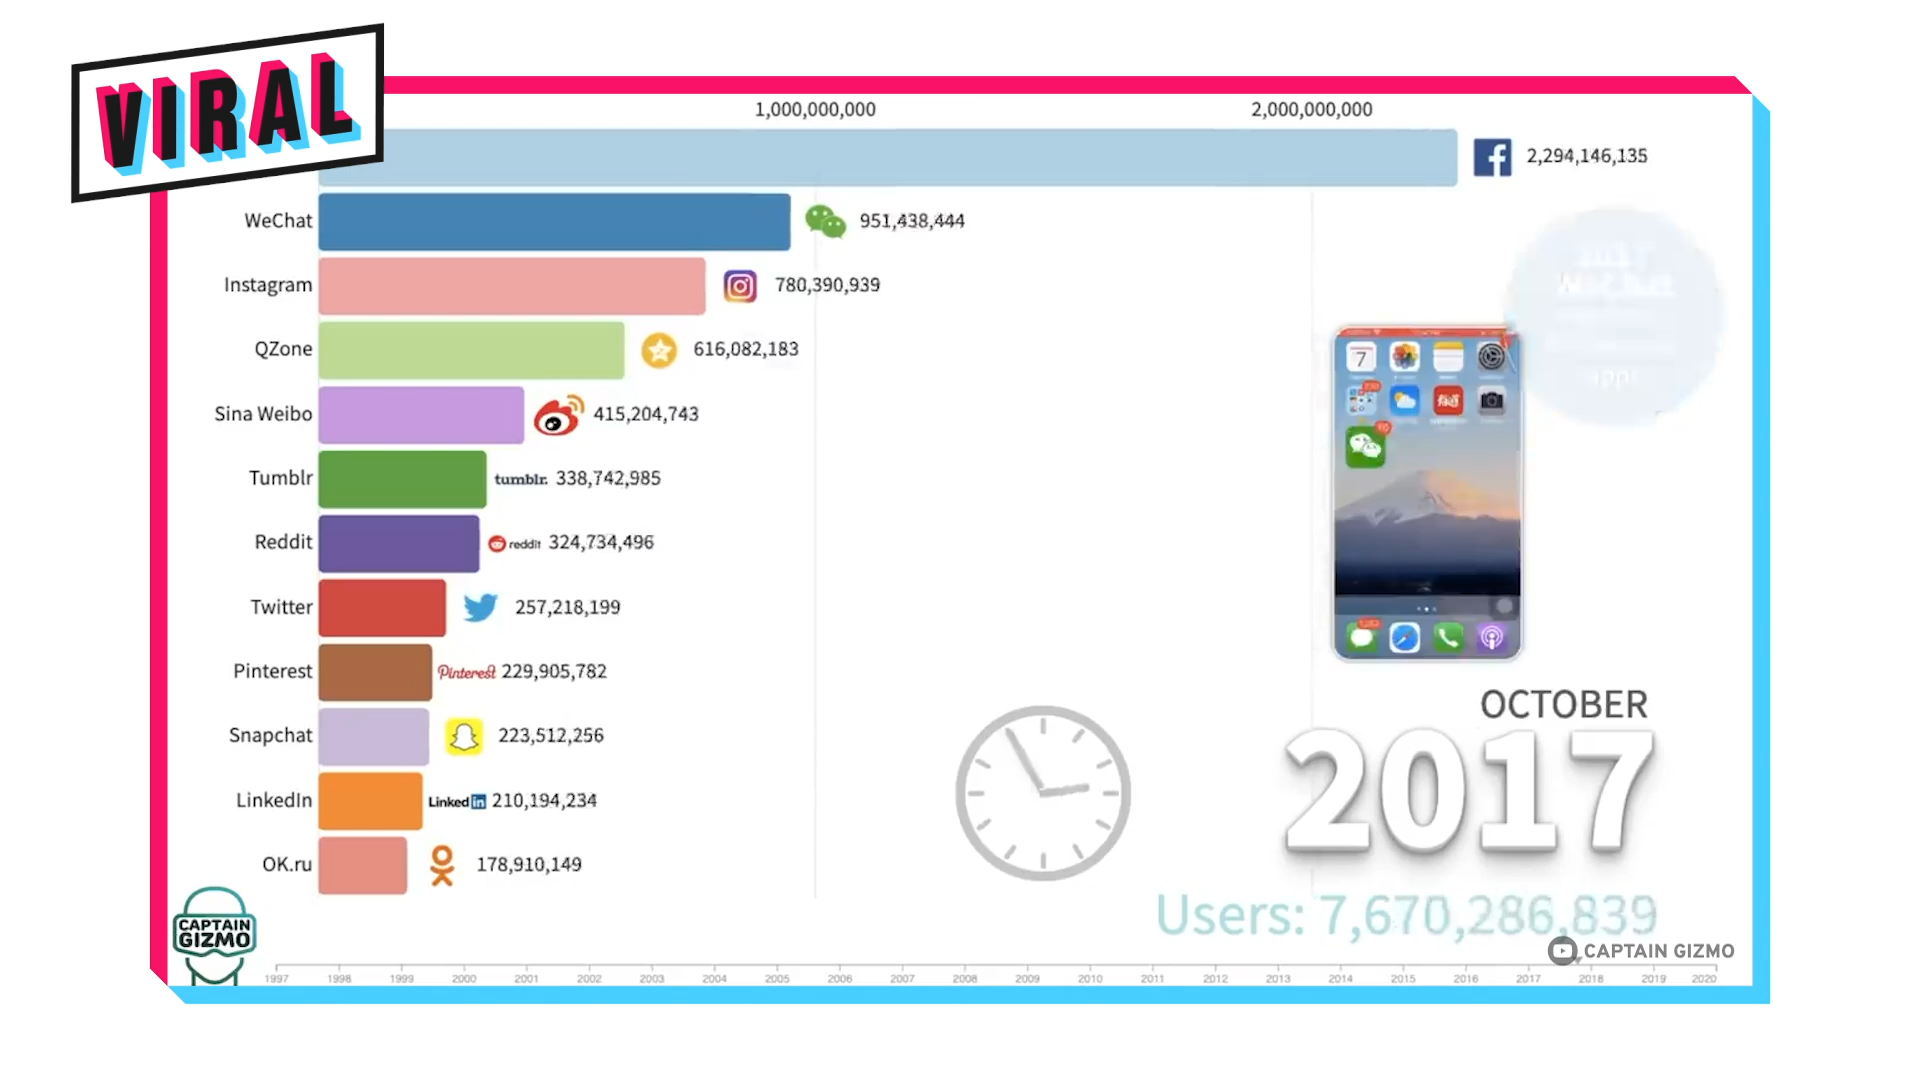 VIRAL
1,000,000,000 2,000,000,000
2,294,146,135
WeChat 951,438,444
Instagram 780,390,939
QZone 616,082,183
Sina Weibo 415,204,743
Tumblr tumblr. 338,742,985
Reddit reddit 324,734,496
Twitter 257,218,199
Pinterest Pinterest 229,905,782
Snapchat 223,512,256
LinkedIn Linked in 210,194,234
OK.ru 178,910,149
7
OCTOBER
2017
Users: 7,670,286,839
CAPTAIN
GIZMO
CAPTAIN GIZMO
1997 1998 1999 2000 2001 2002 2003 2004 2005 2006 2007 2008 2009 2010 2011 2012 2013 2014 2015 2016 2017 2018 2019 2020